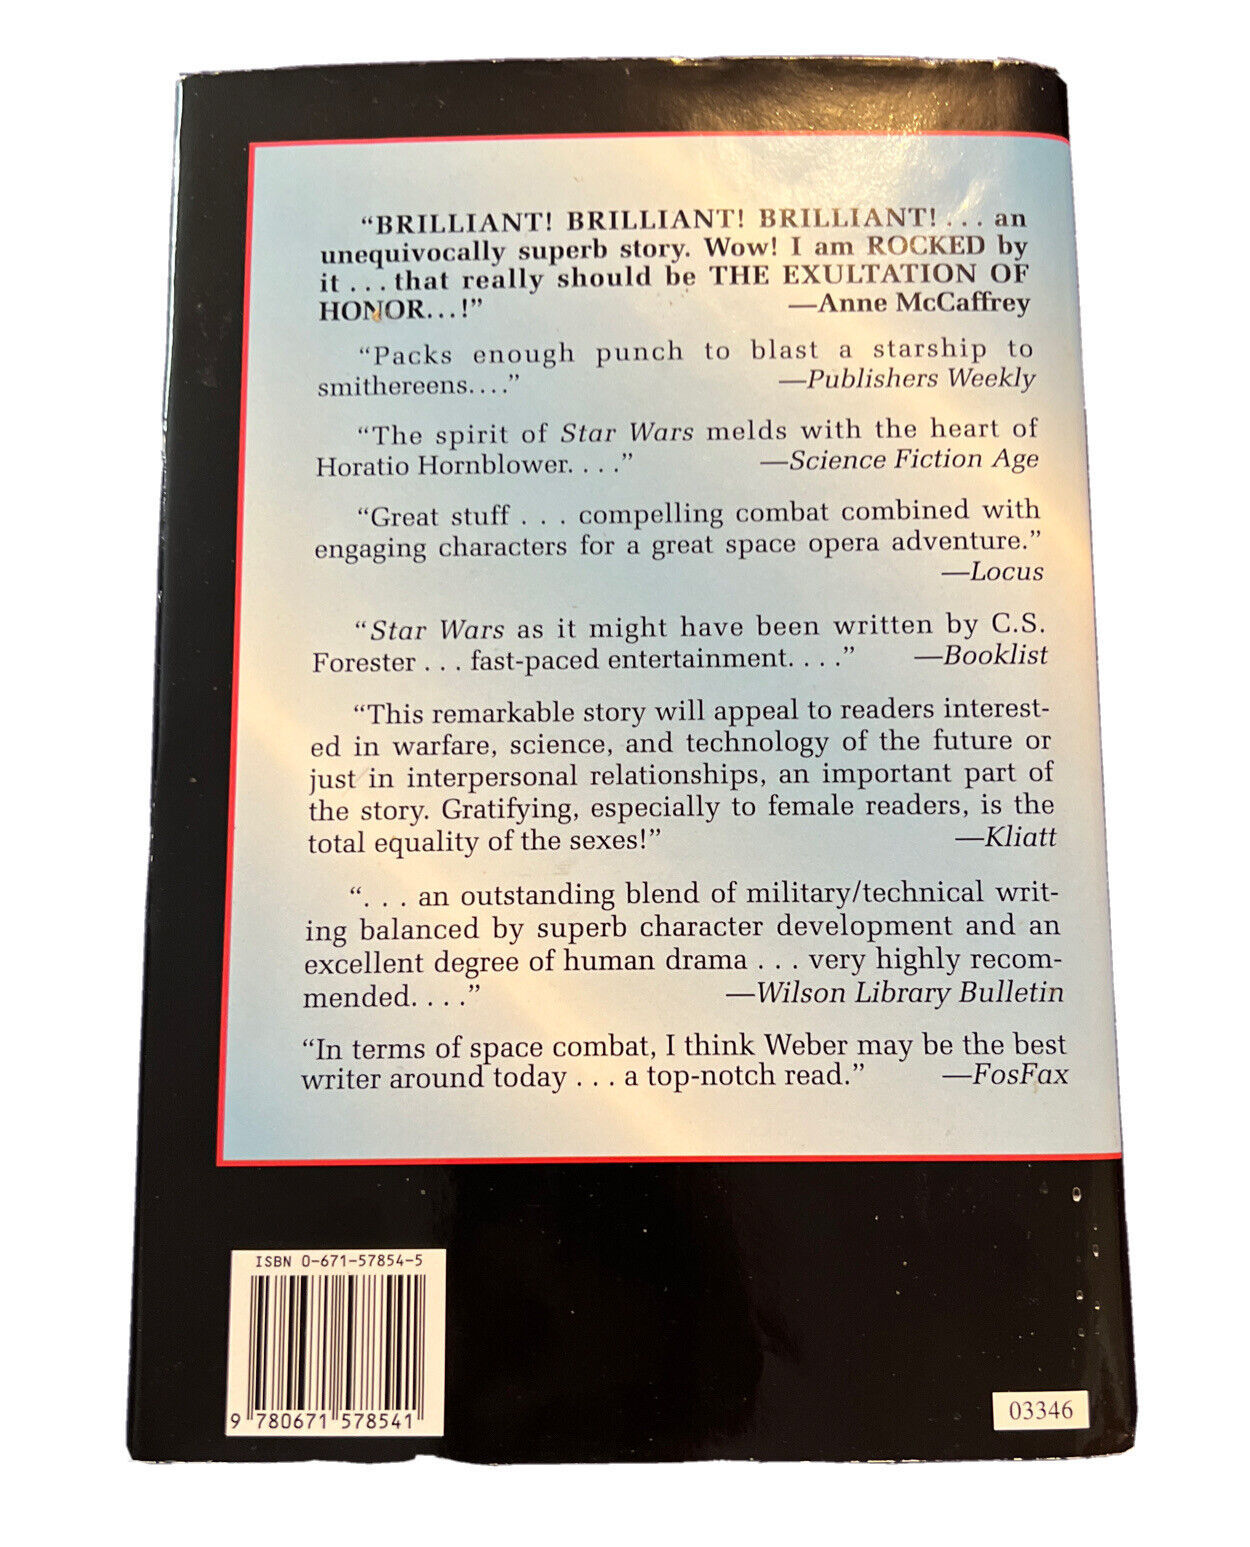 “BRILLIANT! BRILLIANT! BRILLIANT! . . . an
unequivocally superb story. Wow! I am ROCKED by
it . . . that really should be THE EXULTATION OF
HONOR. . .!” —Anne McCaffrey
“Packs enough punch to blast a starship to
smithereens. . . .” —Publishers Weekly
“The spirit of Star Wars melds with the heart of
Horatio Hornblower. . . .” —Science Fiction Age
“Great stuff . . . compelling combat combined with
engaging characters for a great space opera adventure.”
—Locus
“Star Wars as it might have been written by C.S.
Forester . . . fast-paced entertainment. . . .” —Booklist
“This remarkable story will appeal to readers interest-
ed in warfare, science, and technology of the future or
just in interpersonal relationships, an important part of
the story. Gratifying, especially to female readers, is the
total equality of the sexes!” —Kliatt
“. . . an outstanding blend of military/technical writ-
ing balanced by superb character development and an
excellent degree of human drama . . . very highly recom-
mended. . . .” —Wilson Library Bulletin
“In terms of space combat, I think Weber may be the best
writer around today . . . a top-notch read.” —FosFax
ISBN 0-671-57854-5
9 780671 578541
03346